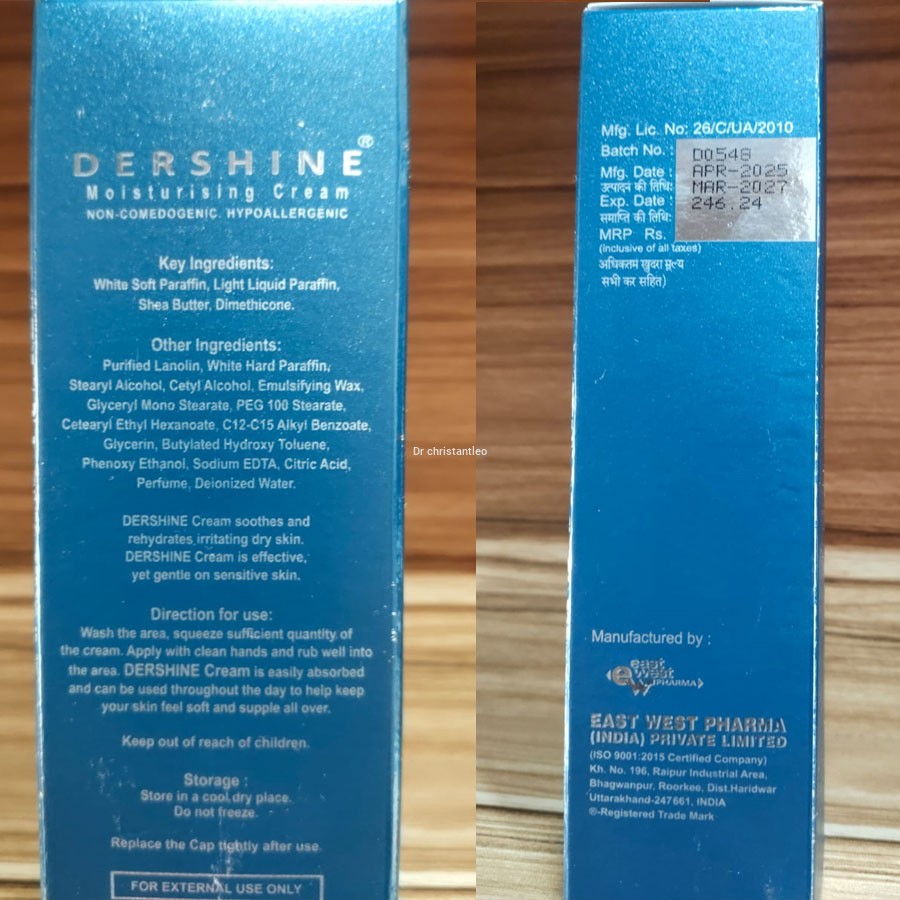 DERSHINE®
Moisturising Cream
NON-COMEDOGENIC HYPOALLERGENIC
Key Ingredients:
White Soft Paraffin, Light Liquid Paraffin,
Shea Butter, Dimethicone.
Other Ingredients:
Purified Lanolin, White Hard Paraffin,
Stearyl Alcohol, Cetyl Alcohol, Emulsifying Wax,
Glyceryl Mono Stearate, PEG 100 Stearate,
Cetearyl Ethyl Hexanoate, C12-C15 Alkyl Benzoate,
Glycerin, Butylated Hydroxy Toluene,
Phenoxy Ethanol, Sodium EDTA, Citric Acid,
Perfume, Deionized Water.
DERSHINE Cream soothes and
rehydrates irritating dry skin.
DERSHINE Cream is effective,
yet gentle on sensitive skin.
Direction for use:
Wash the area, squeeze sufficient quantity of
the cream. Apply with clean hands and rub well into
the area. DERSHINE Cream is easily absorbed
and can be used throughout the day to help keep
your skin feel soft and supple all over.
Keep out of reach of children.
Storage :
Store in a cool dry place.
Do not freeze.
Replace the Cap tightly after use.
FOR EXTERNAL USE ONLY
Dr christantleo
Mfg. Lic. No: 26/C/UA/2010
Batch No. : D0548
Mfg. Date : APR-2025
उत्पादन की तिथि: MAR-2027
Exp. Date : 246.24
समाप्ति की तिथि:
MRP Rs.
(inclusive of all taxes)
अधिकतम खुदरा मूल्य
सभी कर सहित)
Manufactured by :
east
west
ew PHARMA
EAST WEST PHARMA
(INDIA) PRIVATE LIMITED
(ISO 9001:2015 Certified Company)
Kh. No. 196, Raipur Industrial Area,
Bhagwanpur, Roorkee, Dist.Haridwar
Uttarakhand-247661, INDIA
®-Registered Trade Mark